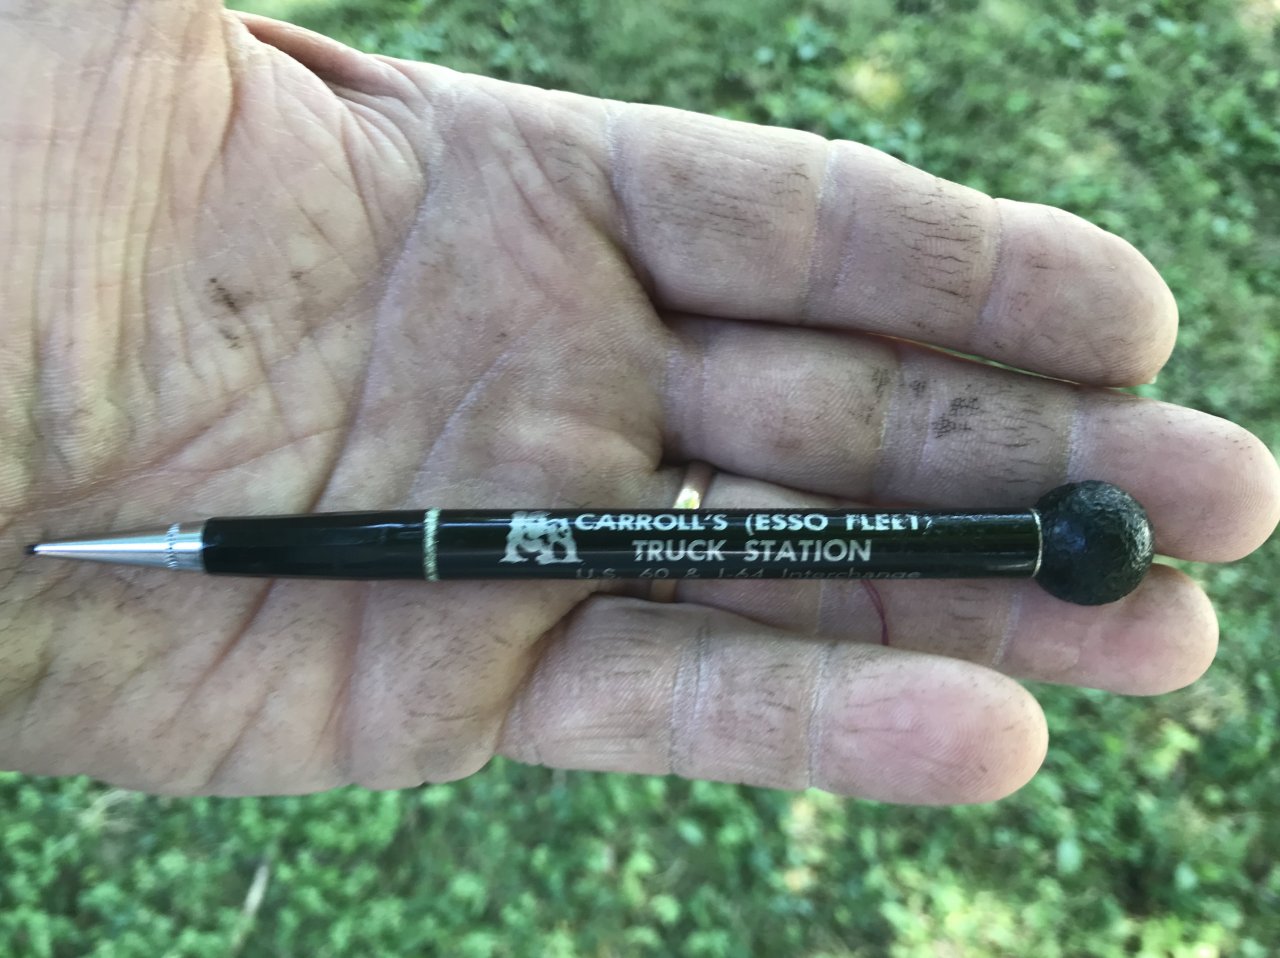 CARROLL'S (ESSO FLEET)
TRUCK STATION
U.S. 60 & I-64 Interchange